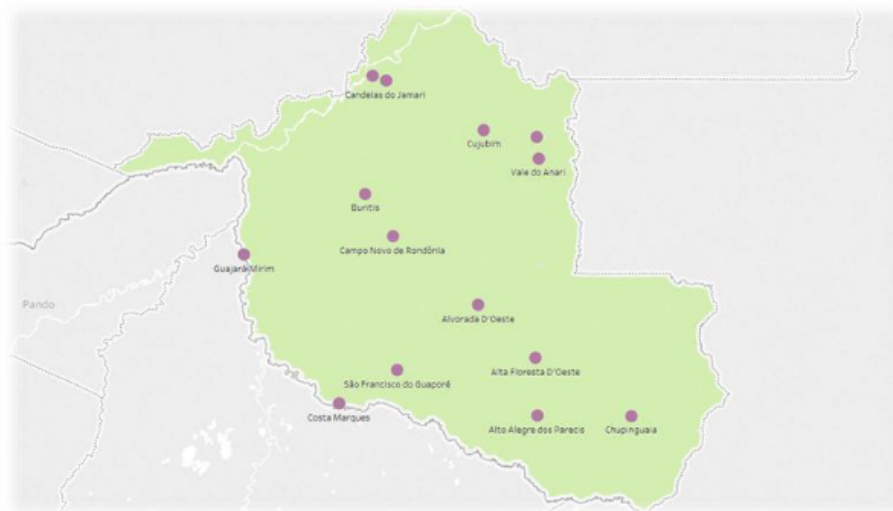 Candeias do Jamari
Cujubim
Vale do Anari
Buritis
Campo Novo de Rondônia
Guajará-Mirim
Pando
Alvorada D'Oeste
Alta Floresta D'Oeste
São Francisco do Guaporé
Costa Marques
Alto Alegre dos Parecis
Chupinguaia